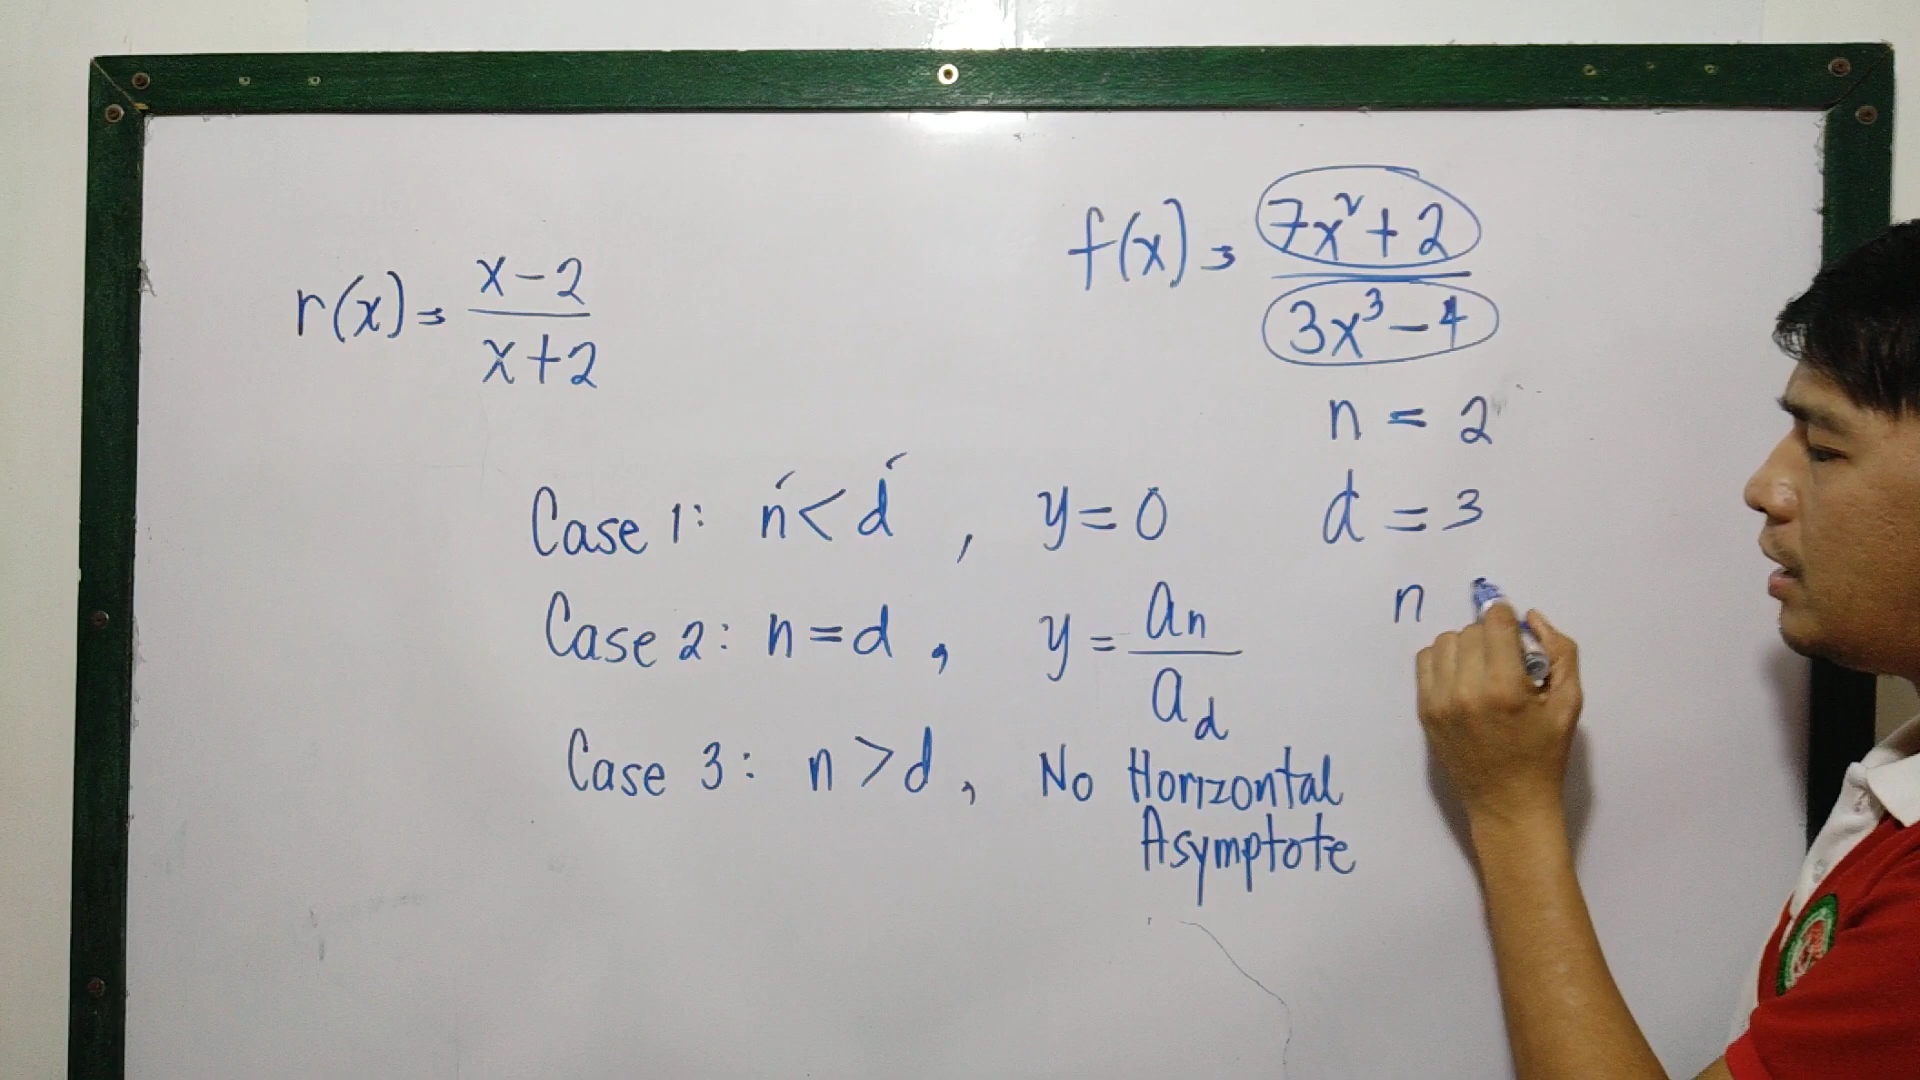 r(x) = x-2 / x+2
f(x) = 7x²+2 / 3x³-4
n = 2
d = 3
n
Case 1: n < d , y = 0
Case 2: n = d , y = an / ad
Case 3: n > d , No Horizontal
Asymptote